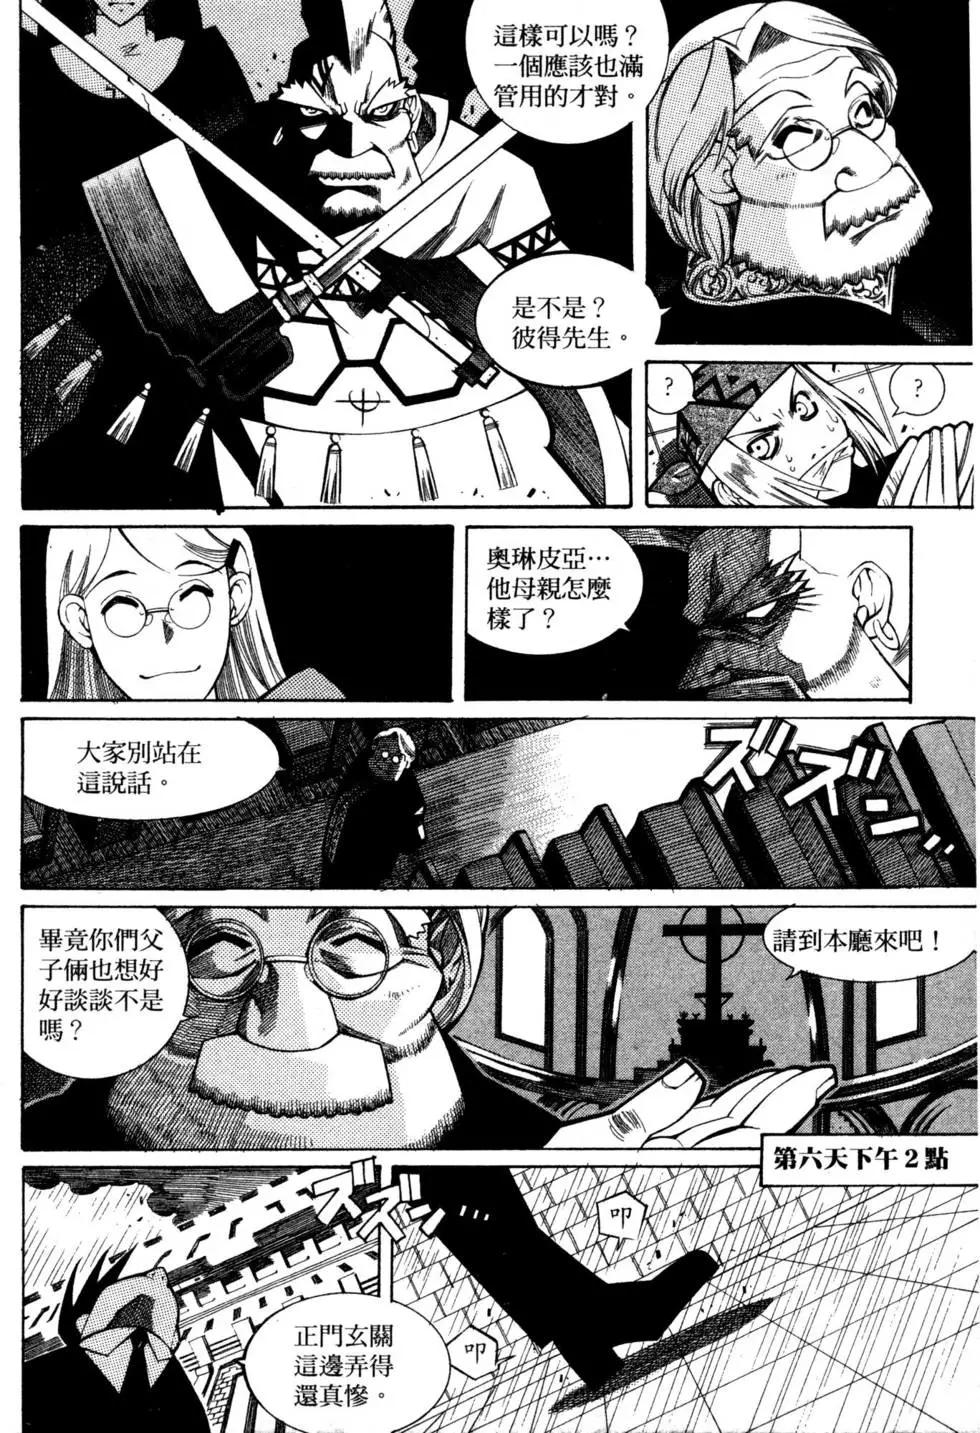 這樣可以嗎？
一個應該也滿
管用的才對。
是不是？
彼得先生。
？
？
奧琳皮亞…
他母親怎麼
樣了？
大家別站在
這說話。
ズズズン…
請到本廳來吧！
畢竟你們父
子倆也想好
好談談不是
嗎？
第六天下午2點
ズズズン…
叩
叩
正門玄關
這邊弄得
還真慘。